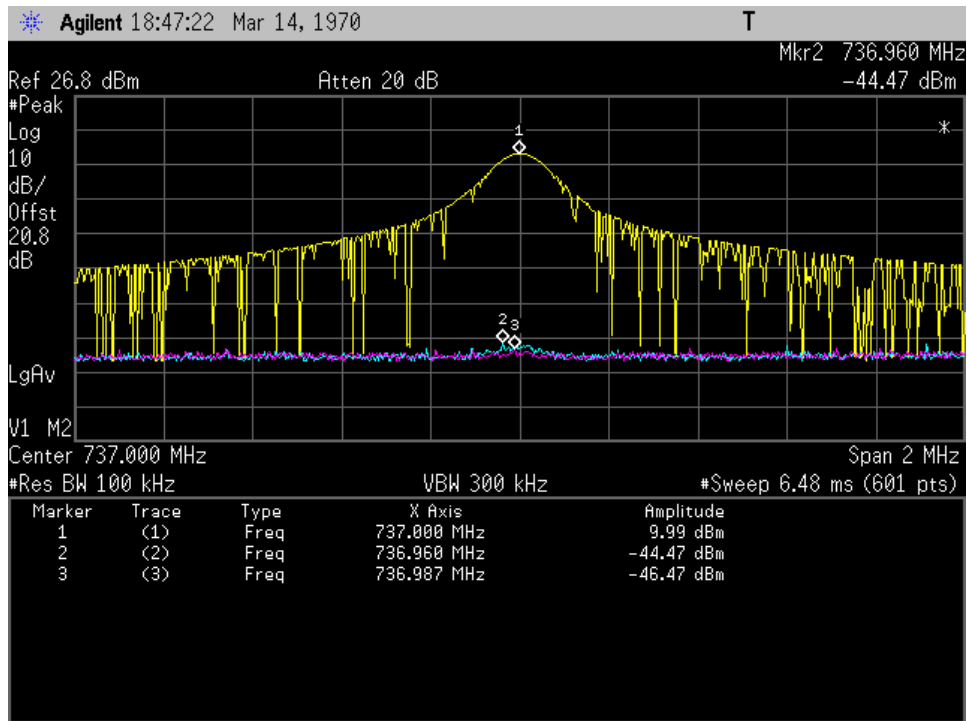 Agilent 18:47:22 Mar 14, 1970 T
Mkr2 736.960 MHz
Ref 26.8 dBm Atten 20 dB -44.47 dBm
#Peak
Log
10
dB/
Offst
20.8
dB
1
*
2
3
LgAv
V1 M2
Center 737.000 MHz Span 2 MHz
#Res BW 100 kHz VBW 300 kHz #Sweep 6.48 ms (601 pts)
Marker Trace Type X Axis Amplitude
1 (1) Freq 737.000 MHz 9.99 dBm
2 (2) Freq 736.960 MHz -44.47 dBm
3 (3) Freq 736.987 MHz -46.47 dBm